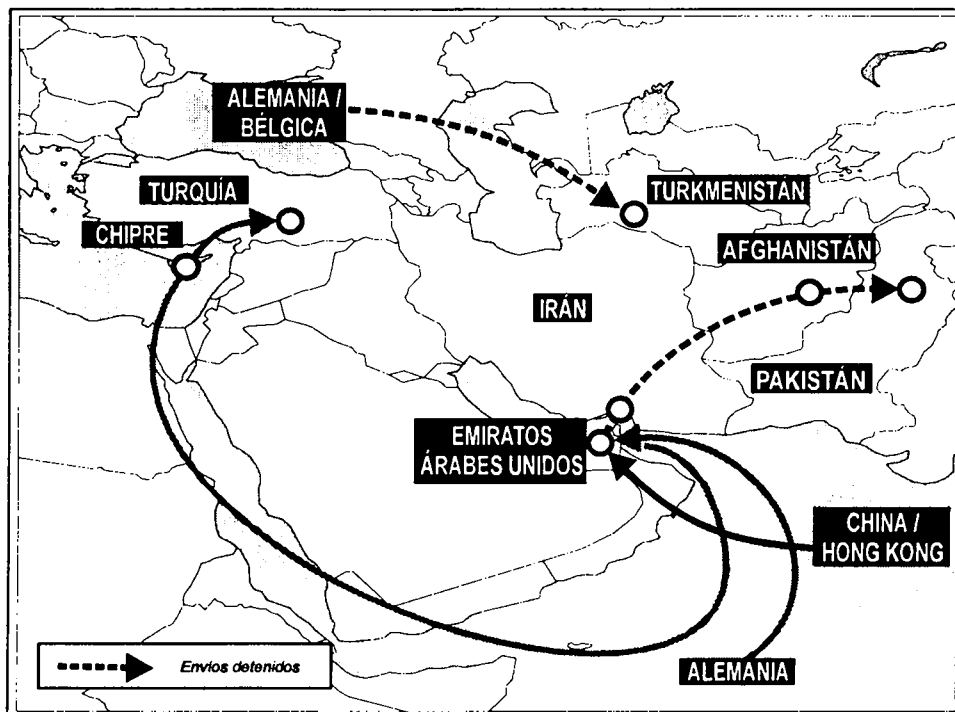 ALEMANIA /
BÉLGICA
TURKMENISTÁN
TURQUÍA
CHIPRE
AFGHANISTÁN
IRÁN
PAKISTÁN
EMIRATOS
ÁRABES UNIDOS
CHINA /
HONG KONG
ALEMANIA
Envíos detenidos